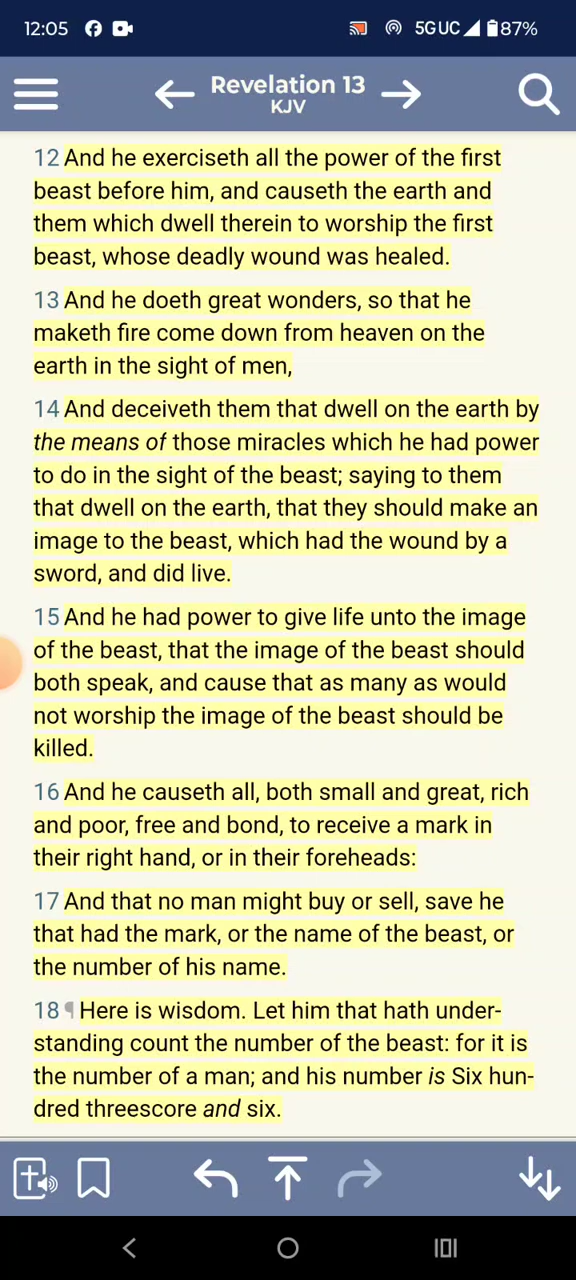 12:05 5G UC 87%
Revelation 13
KJV
12 And he exerciseth all the power of the first
beast before him, and causeth the earth and
them which dwell therein to worship the first
beast, whose deadly wound was healed.
13 And he doeth great wonders, so that he
maketh fire come down from heaven on the
earth in the sight of men,
14 And deceiveth them that dwell on the earth by
the means of those miracles which he had power
to do in the sight of the beast; saying to them
that dwell on the earth, that they should make an
image to the beast, which had the wound by a
sword, and did live.
15 And he had power to give life unto the image
of the beast, that the image of the beast should
both speak, and cause that as many as would
not worship the image of the beast should be
killed.
16 And he causeth all, both small and great, rich
and poor, free and bond, to receive a mark in
their right hand, or in their foreheads:
17 And that no man might buy or sell, save he
that had the mark, or the name of the beast, or
the number of his name.
18 ¶ Here is wisdom. Let him that hath under-
standing count the number of the beast: for it is
the number of a man; and his number is Six hun-
dred threescore and six.